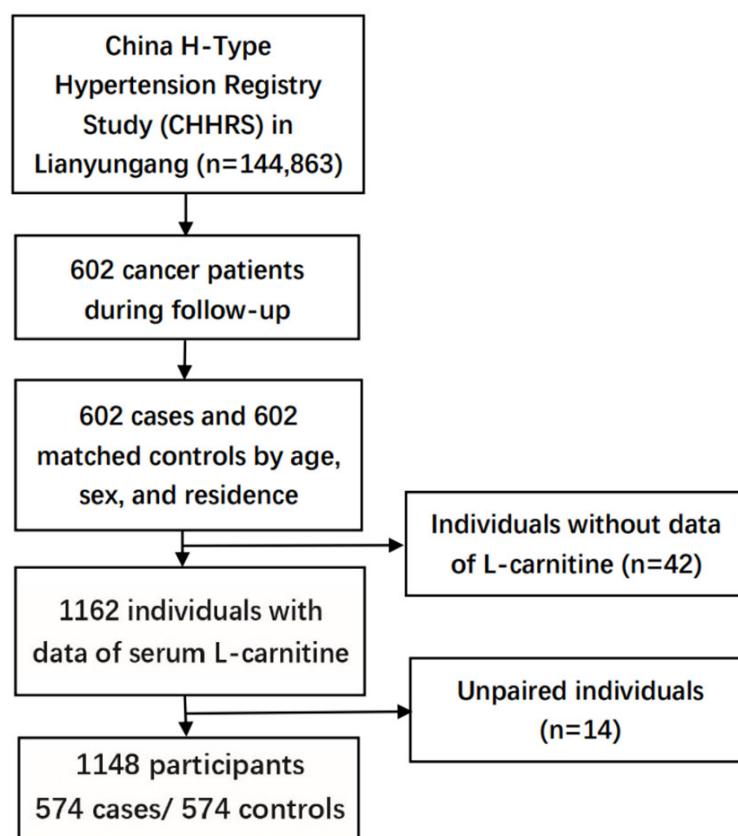 China H-Type
Hypertension Registry
Study (CHHRS) in
Lianyungang (n=144,863)
602 cancer patients
during follow-up
602 cases and 602
matched controls by age,
sex, and residence
Individuals without data
of L-carnitine (n=42)
1162 individuals with
data of serum L-carnitine
Unpaired individuals
(n=14)
1148 participants
574 cases/ 574 controls